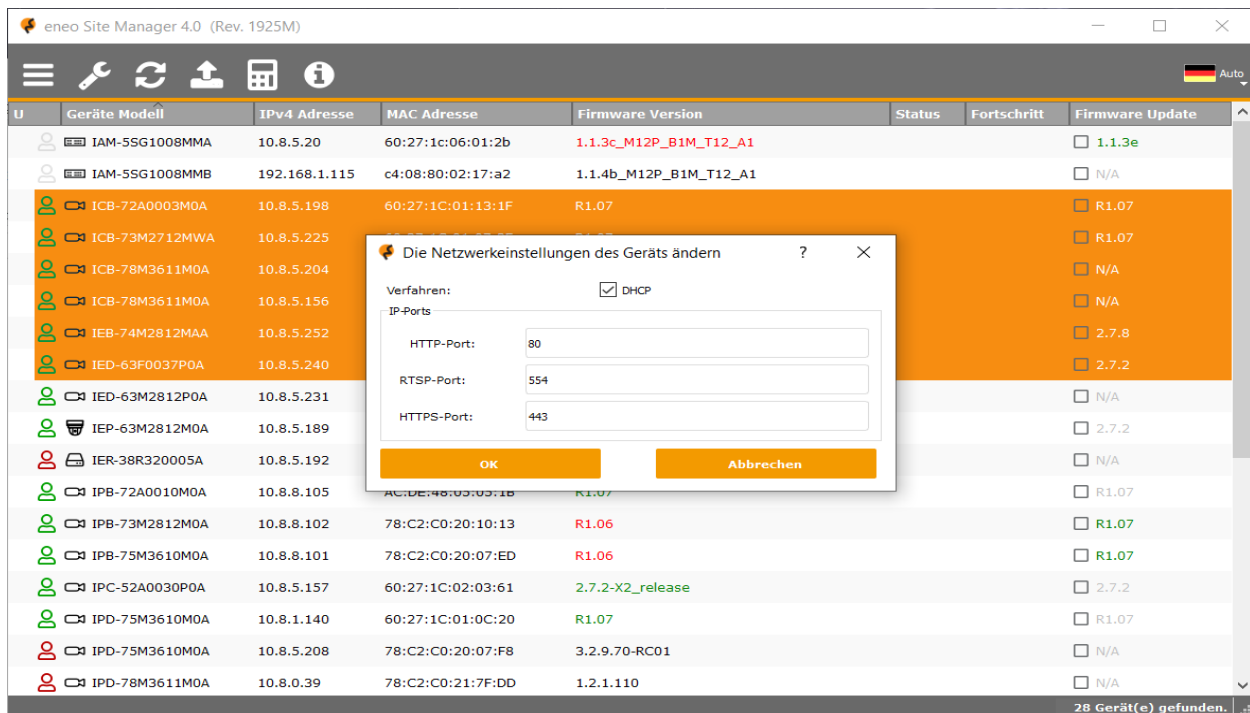 eneo Site Manager 4.0 (Rev. 1925M)
Auto
U Geräte Modell IPv4 Adresse MAC Adresse Firmware Version Status Fortschritt Firmware Update
IAM-5SG1008MMA 10.8.5.20 60:27:1c:06:01:2b 1.1.3c_M12P_B1M_T12_A1 1.1.3e
IAM-5SG1008MMB 192.168.1.115 c4:08:80:02:17:a2 1.1.4b_M12P_B1M_T12_A1 N/A
ICB-72A0003M0A 10.8.5.198 60:27:1C:01:13:1F R1.07 R1.07
ICB-73M2712MWA 10.8.5.225 R1.07
ICB-78M3611M0A 10.8.5.204 N/A
ICB-78M3611M0A 10.8.5.156 N/A
IEB-74M2812MAA 10.8.5.252 2.7.8
IED-63F0037P0A 10.8.5.240 2.7.2
IED-63M2812P0A 10.8.5.231 N/A
IEP-63M2812M0A 10.8.5.189 2.7.2
IER-38R320005A 10.8.5.192 N/A
IPB-72A0010M0A 10.8.8.105 AC:DE:48:05:05:1B R1.07 R1.07
IPB-73M2812M0A 10.8.8.102 78:C2:C0:20:10:13 R1.06 R1.07
IPB-75M3610M0A 10.8.8.101 78:C2:C0:20:07:ED R1.06 R1.07
IPC-52A0030P0A 10.8.5.157 60:27:1C:02:03:61 2.7.2-X2_release 2.7.2
IPD-75M3610M0A 10.8.1.140 60:27:1C:01:0C:20 R1.07 R1.07
IPD-75M3610M0A 10.8.5.208 78:C2:C0:20:07:F8 3.2.9.70-RC01 N/A
IPD-78M3611M0A 10.8.0.39 78:C2:C0:21:7F:DD 1.2.1.110 N/A
Die Netzwerkeinstellungen des Geräts ändern ?
Verfahren: DHCP
IP-Ports
HTTP-Port: 80
RTSP-Port: 554
HTTPS-Port: 443
OK Abbrechen
28 Gerät(e) gefunden.